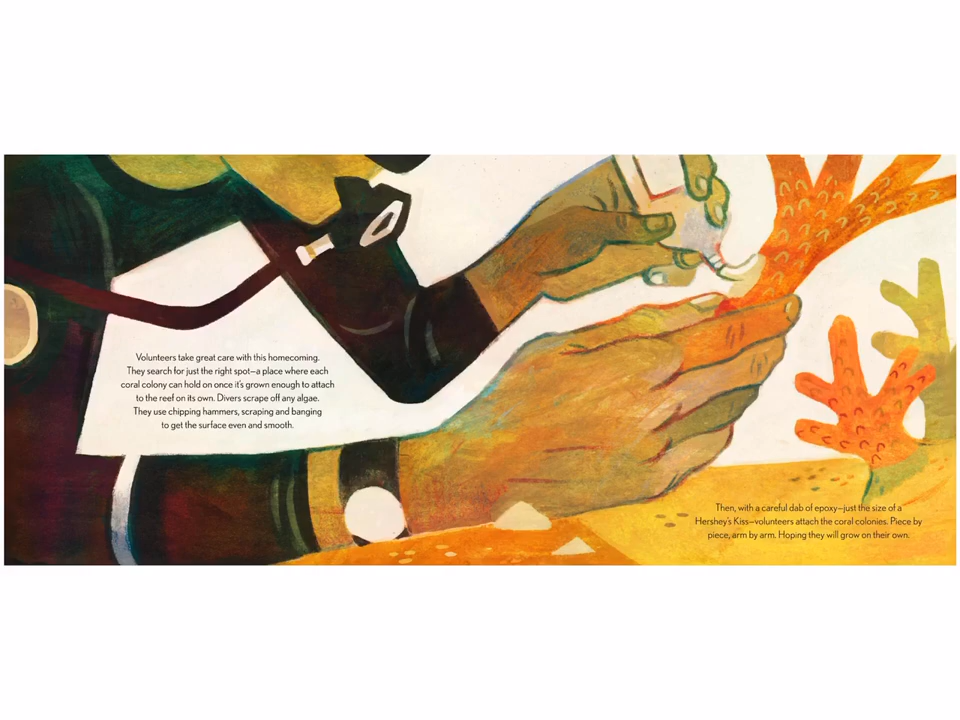 Volunteers take great care with this homecoming.
They search for just the right spot—a place where each
coral colony can hold on once it's grown enough to attach
to the reef on its own. Divers scrape off any algae.
They use chipping hammers, scraping and banging
to get the surface even and smooth.
Then, with a careful dab of epoxy—just the size of a
Hershey's Kiss—volunteers attach the coral colonies. Piece by
piece, arm by arm. Hoping they will grow on their own.